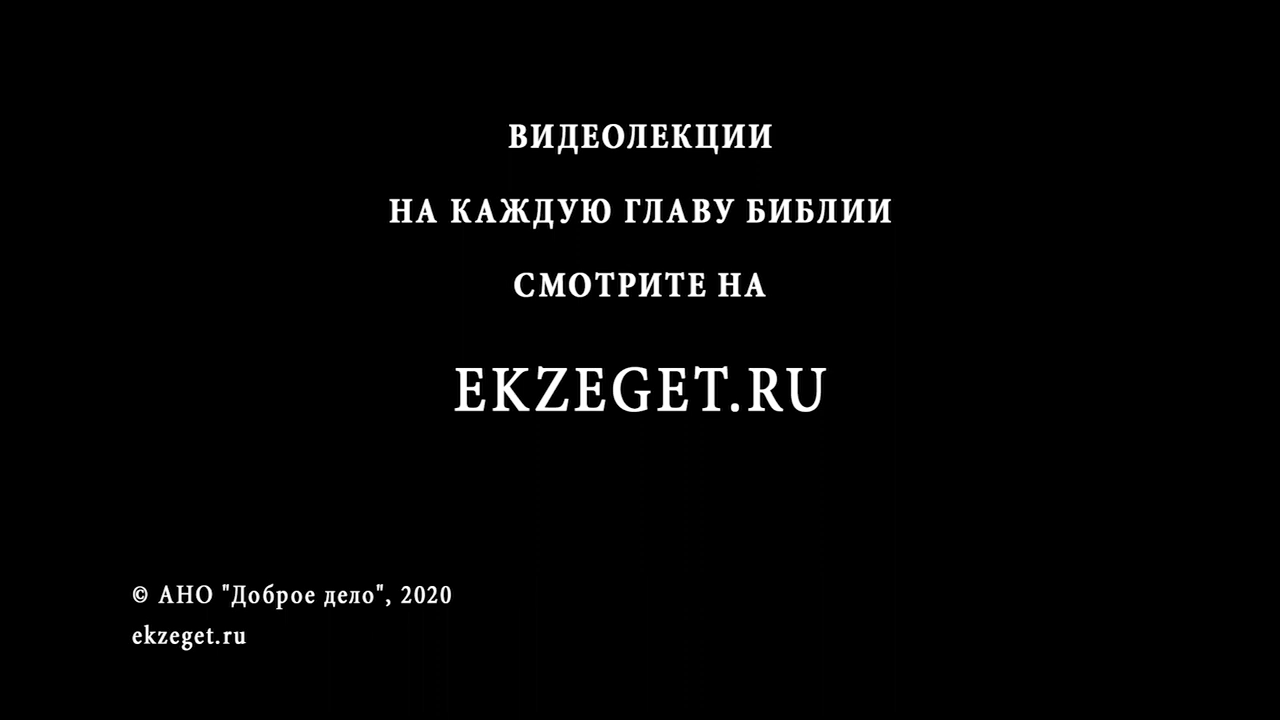 ВИДЕОЛЕКЦИИ
НА КАЖДУЮ ГЛАВУ БИБЛИИ
СМОТРИТЕ НА
EKZEGET.RU
© АНО "Доброе дело", 2020
ekzeget.ru